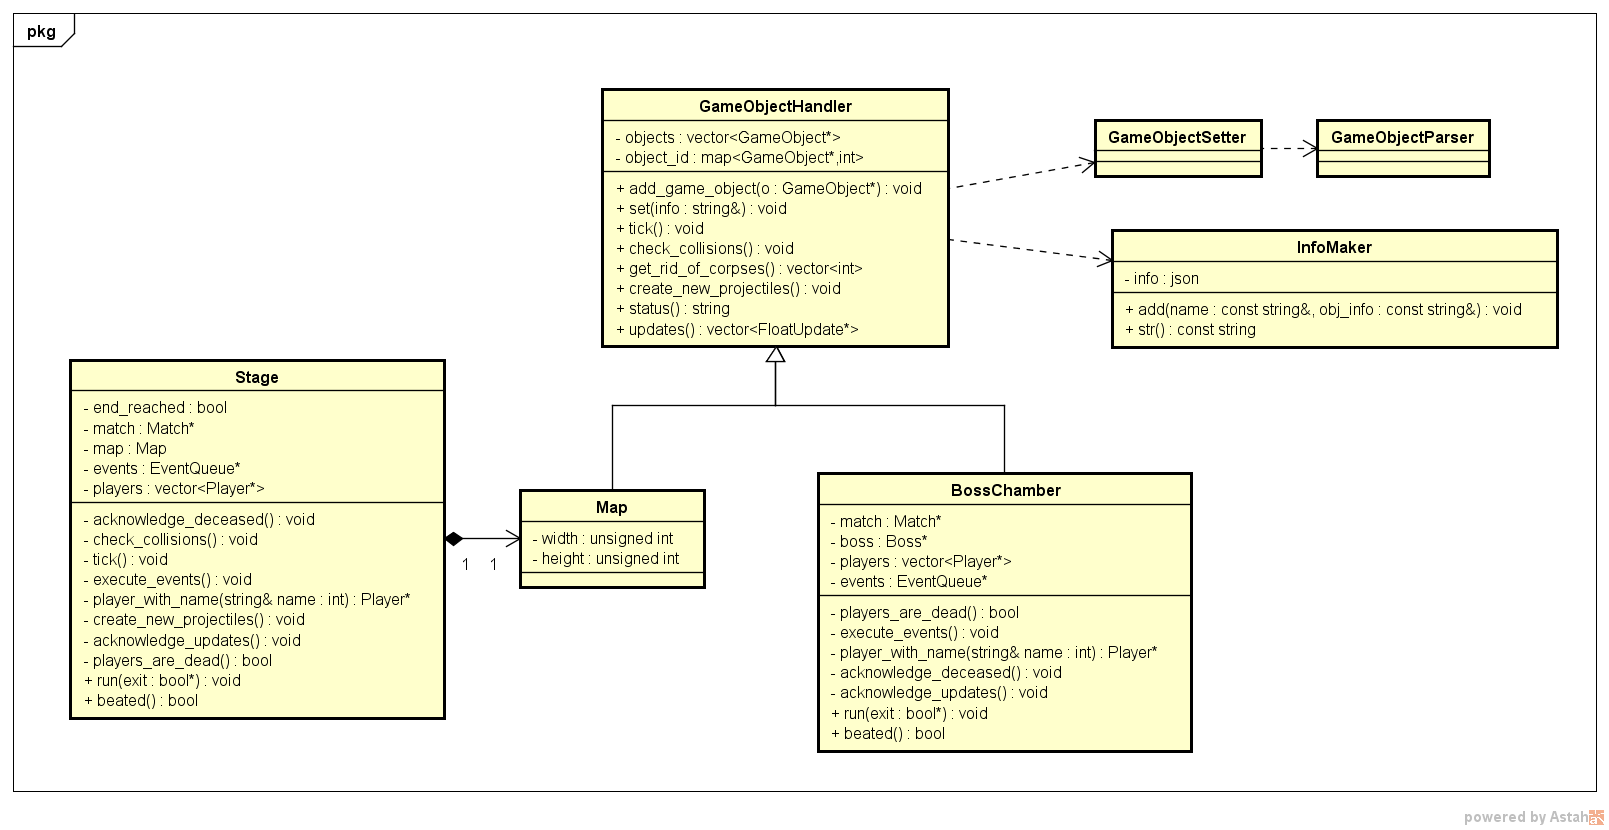 pkg
GameObjectHandler
- objects : vector<GameObject*>
- object_id : map<GameObject*,int>
+ add_game_object(o : GameObject*) : void
+ set(info : string&) : void
+ tick() : void
+ check_collisions() : void
+ get_rid_of_corpses() : vector<int>
+ create_new_projectiles() : void
+ status() : string
+ updates() : vector<FloatUpdate*>
GameObjectSetter
GameObjectParser
InfoMaker
- info : json
+ add(name : const string&, obj_info : const string&) : void
+ str() : const string
Stage
- end_reached : bool
- match : Match*
- map : Map
- events : EventQueue*
- players : vector<Player*>
- acknowledge_deceased() : void
- check_collisions() : void
- tick() : void
- execute_events() : void
- player_with_name(string& name : int) : Player*
- create_new_projectiles() : void
- acknowledge_updates() : void
- players_are_dead() : bool
+ run(exit : bool*) : void
+ beated() : bool
1 1
Map
- width : unsigned int
- height : unsigned int
BossChamber
- match : Match*
- boss : Boss*
- players : vector<Player*>
- events : EventQueue*
- players_are_dead() : bool
- execute_events() : void
- player_with_name(string& name : int) : Player*
- acknowledge_deceased() : void
- acknowledge_updates() : void
+ run(exit : bool*) : void
+ beated() : bool
powered by Astah